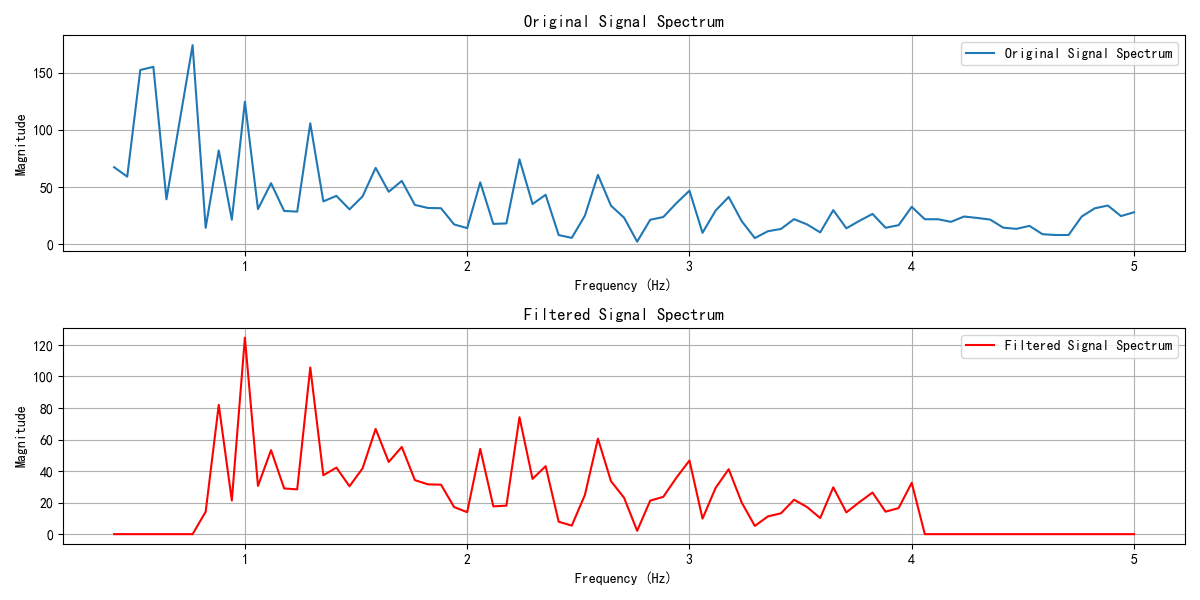 Original Signal Spectrum
Original Signal Spectrum
Magnitude
150
100
50
0
1 2 3 4 5
Frequency (Hz)
Filtered Signal Spectrum
Filtered Signal Spectrum
Magnitude
120
100
80
60
40
20
0
1 2 3 4 5
Frequency (Hz)